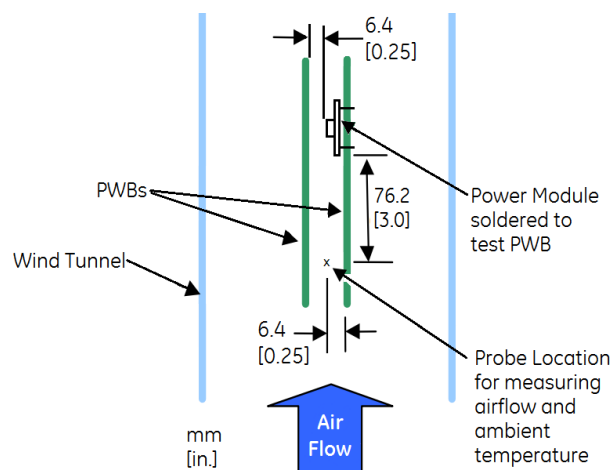 6.4
[0.25]
PWBs
76.2
[3.0]
Power Module
soldered to
test PWB
Wind Tunnel
x
6.4
[0.25]
Probe Location
for measuring
airflow and
ambient
temperature
Air
Flow
mm
[in.]